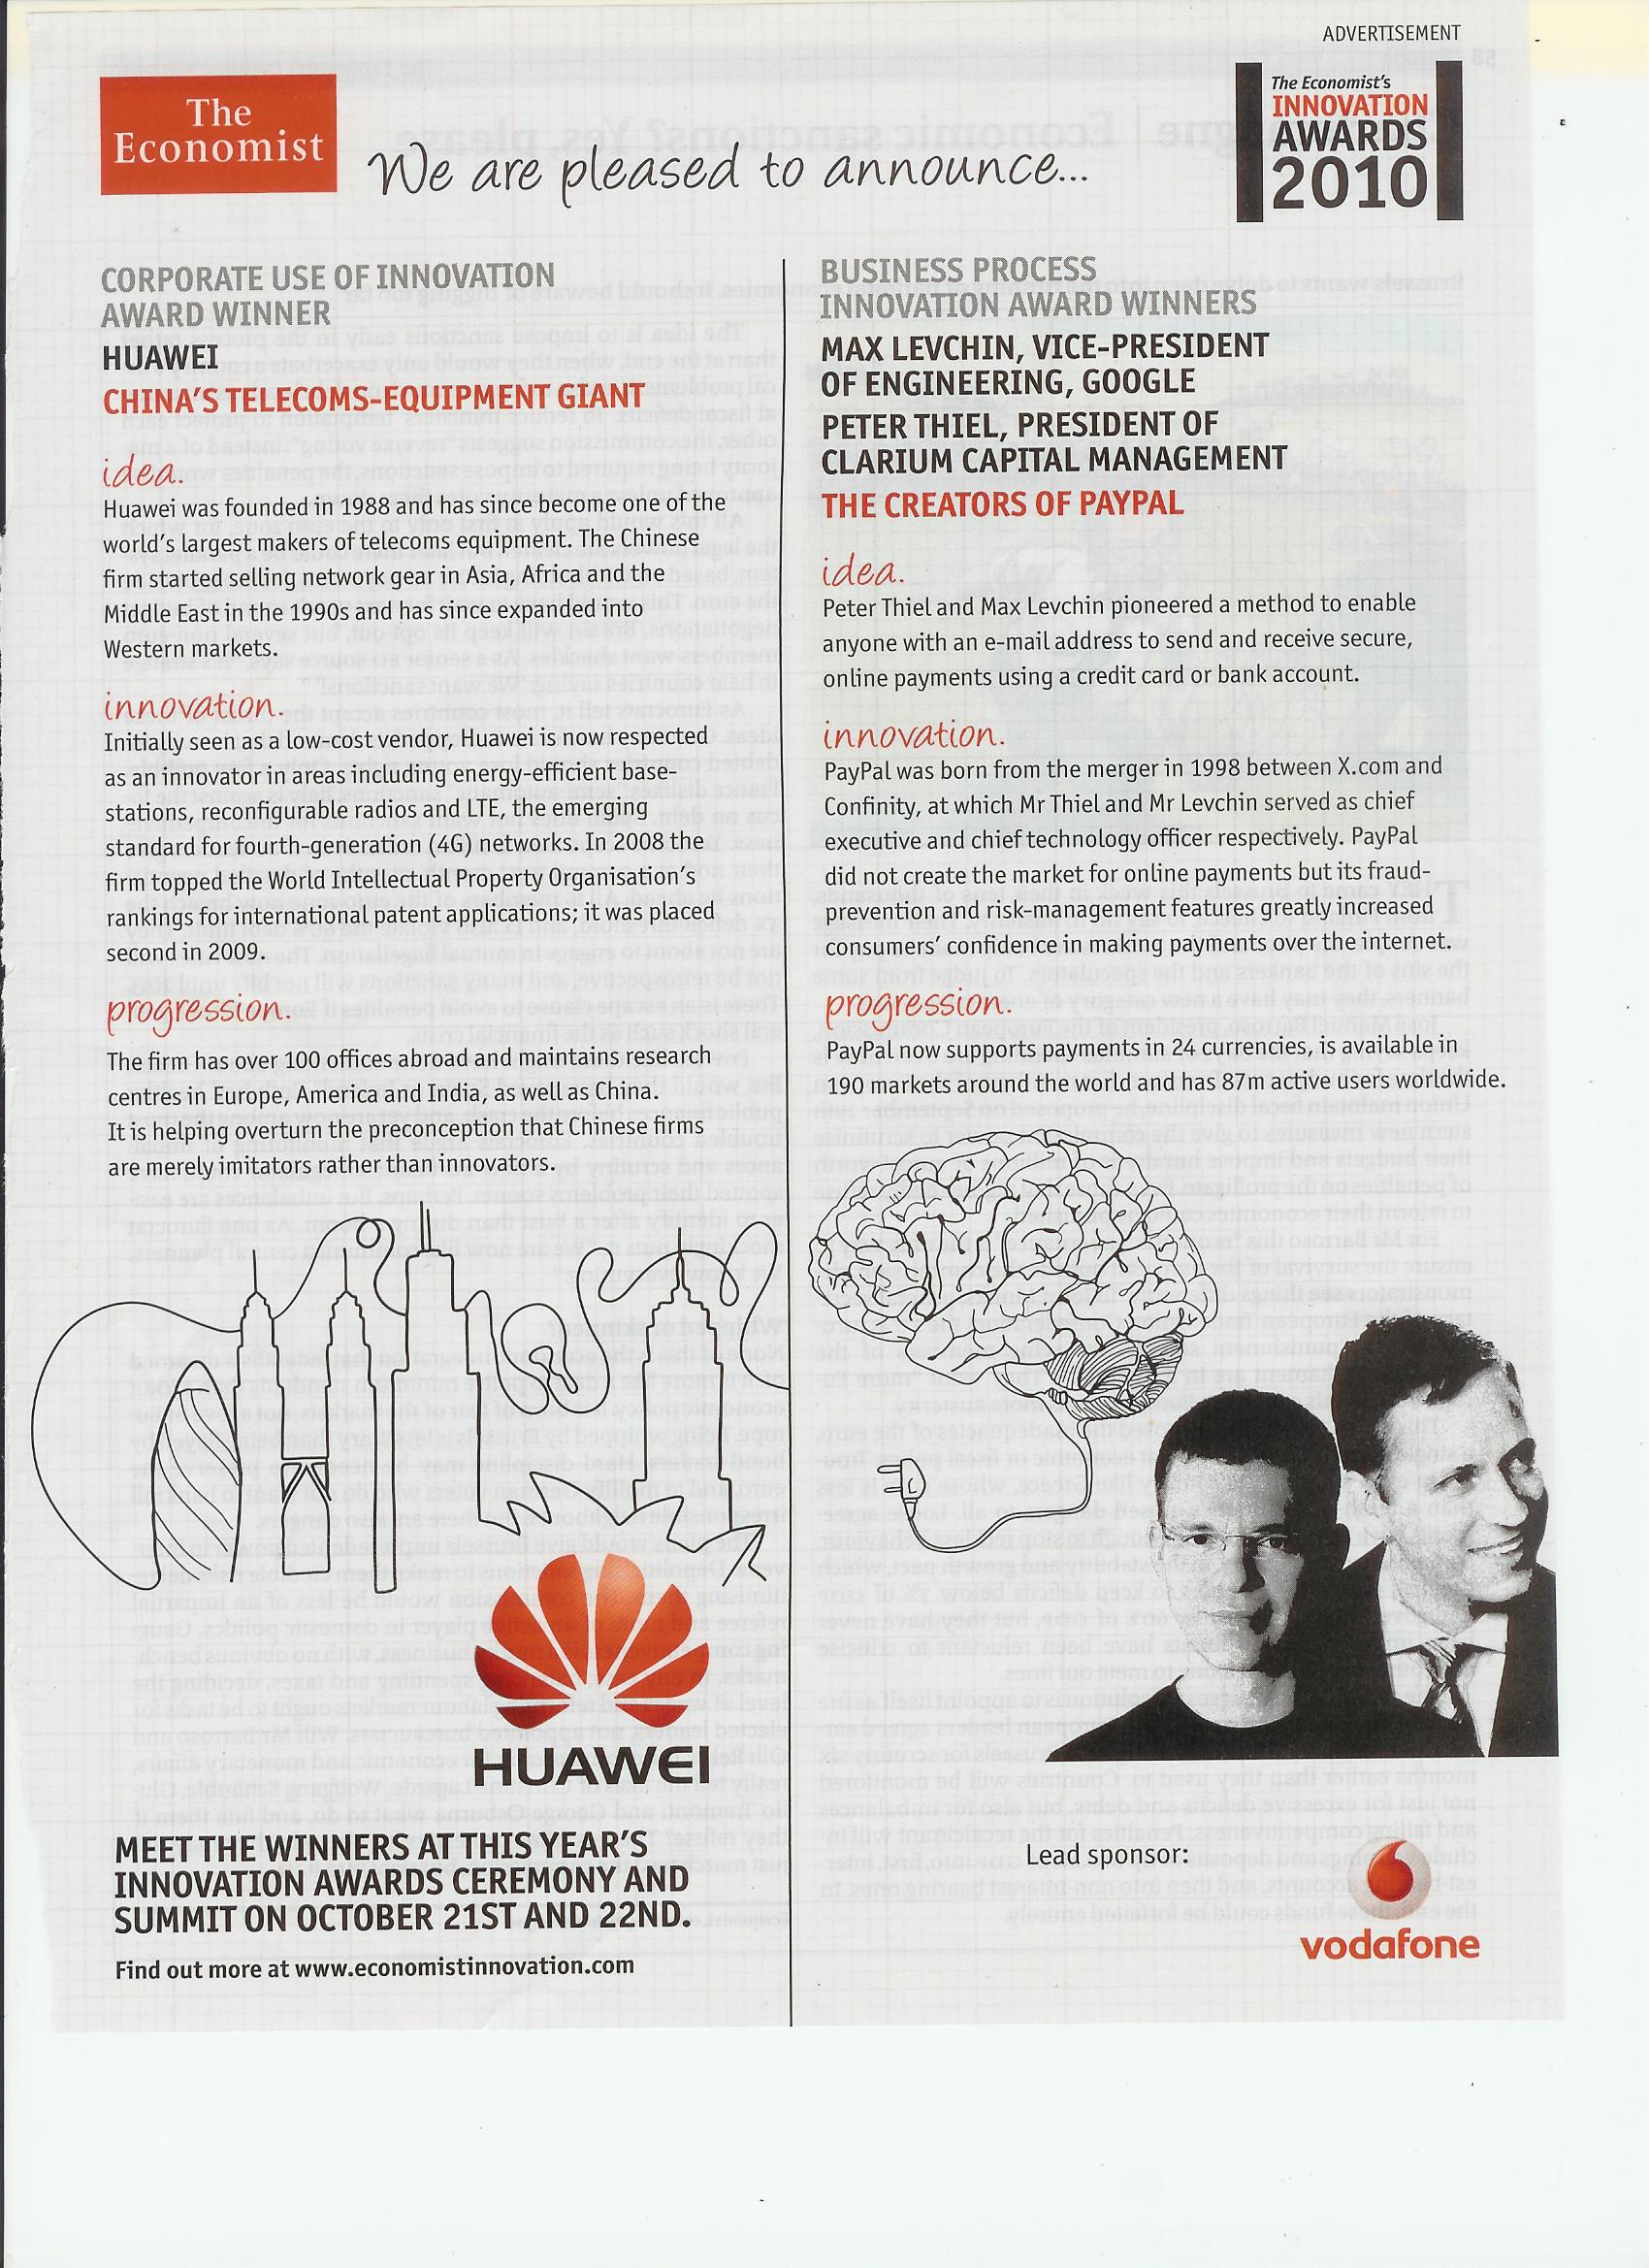 ADVERTISEMENT
The
Economist
We are pleased to announce...
The Economist's
INNOVATION
AWARDS
2010
CORPORATE USE OF INNOVATION
AWARD WINNER
HUAWEI
CHINA'S TELECOMS-EQUIPMENT GIANT
idea.
Huawei was founded in 1988 and has since become one of the
world's largest makers of telecoms equipment. The Chinese
firm started selling network gear in Asia, Africa and the
Middle East in the 1990s and has since expanded into
Western markets.
innovation.
Initially seen as a low-cost vendor, Huawei is now respected
as an innovator in areas including energy-efficient base-
stations, reconfigurable radios and LTE, the emerging
standard for fourth-generation (4G) networks. In 2008 the
firm topped the World Intellectual Property Organisation's
rankings for international patent applications; it was placed
second in 2009.
progression.
The firm has over 100 offices abroad and maintains research
centres in Europe, America and India, as well as China.
It is helping overturn the preconception that Chinese firms
are merely imitators rather than innovators.
HUAWEI
MEET THE WINNERS AT THIS YEAR'S
INNOVATION AWARDS CEREMONY AND
SUMMIT ON OCTOBER 21ST AND 22ND.
Find out more at www.economistinnovation.com
BUSINESS PROCESS
INNOVATION AWARD WINNERS
MAX LEVCHIN, VICE-PRESIDENT
OF ENGINEERING, GOOGLE
PETER THIEL, PRESIDENT OF
CLARIUM CAPITAL MANAGEMENT
THE CREATORS OF PAYPAL
idea.
Peter Thiel and Max Levchin pioneered a method to enable
anyone with an e-mail address to send and receive secure,
online payments using a credit card or bank account.
innovation.
PayPal was born from the merger in 1998 between X.com and
Confinity, at which Mr Thiel and Mr Levchin served as chief
executive and chief technology officer respectively. PayPal
did not create the market for online payments but its fraud-
prevention and risk-management features greatly increased
consumers' confidence in making payments over the internet.
progression.
PayPal now supports payments in 24 currencies, is available in
190 markets around the world and has 87m active users worldwide.
Lead sponsor:
vodafone